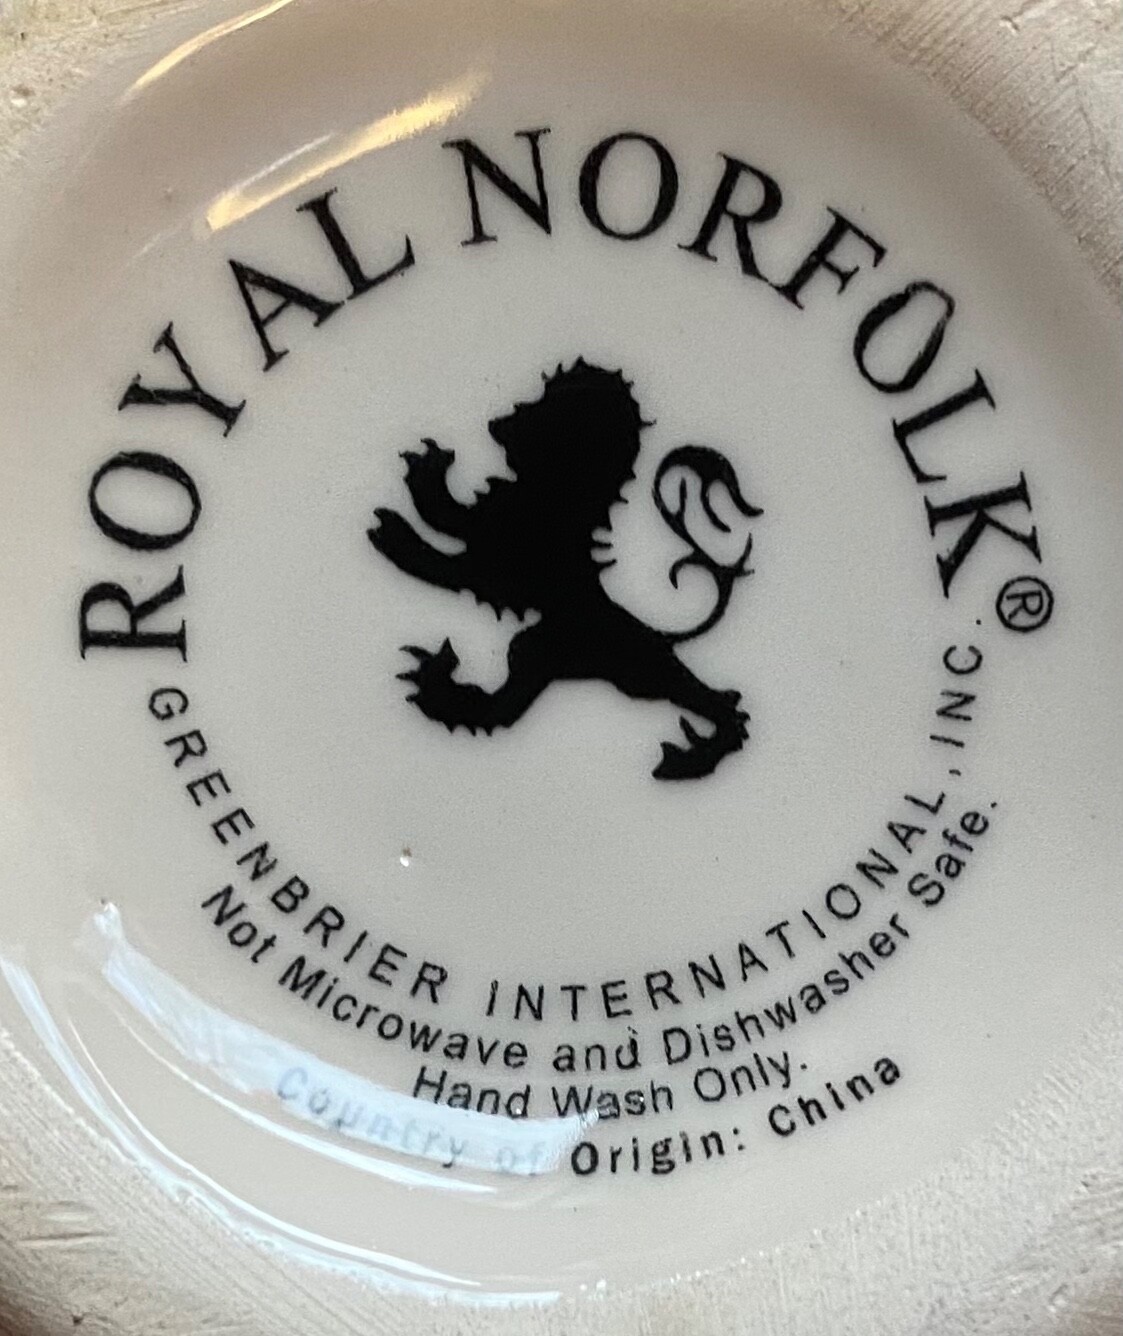 ROYAL NORFOLK®
GREENBRIER INTERNATIONAL, INC.
Not Microwave and Dishwasher Safe.
Hand Wash Only.
Country of Origin: China